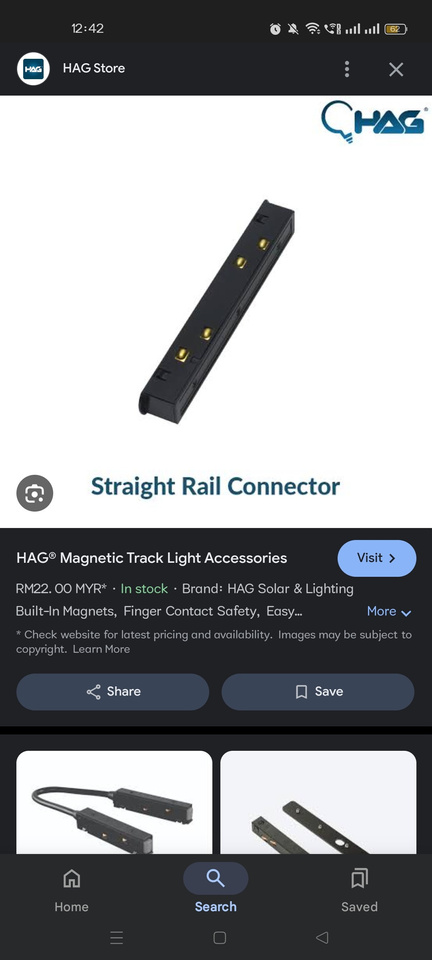 12:42
82
HAG
HAG Store
HAG®
Straight Rail Connector
HAG® Magnetic Track Light Accessories
Visit
RM22.00 MYR* · In stock · Brand: HAG Solar & Lighting
Built-In Magnets, Finger Contact Safety, Easy...
More
* Check website for latest pricing and availability. Images may be subject to
copyright. Learn More
Share
Save
Home
Search
Saved